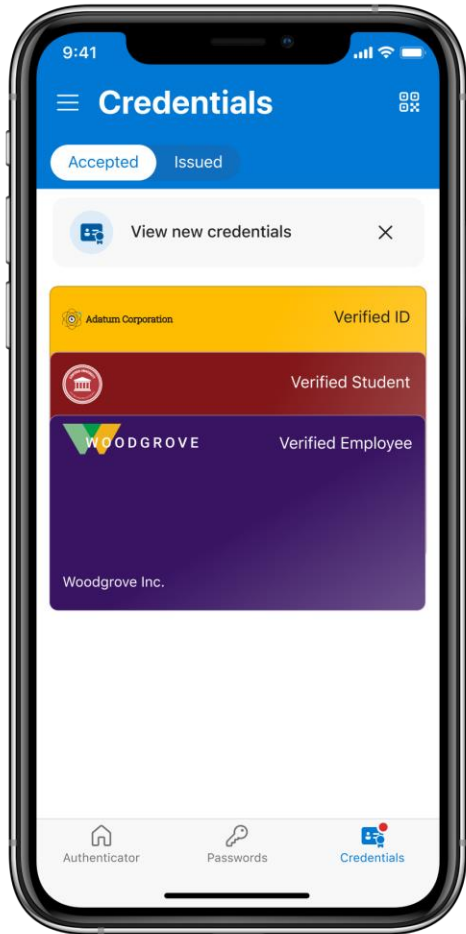 9:41
Credentials
Accepted Issued
View new credentials
Adatum Corporation Verified ID
Verified Student
WOODGROVE Verified Employee
Woodgrove Inc.
Authenticator Passwords Credentials